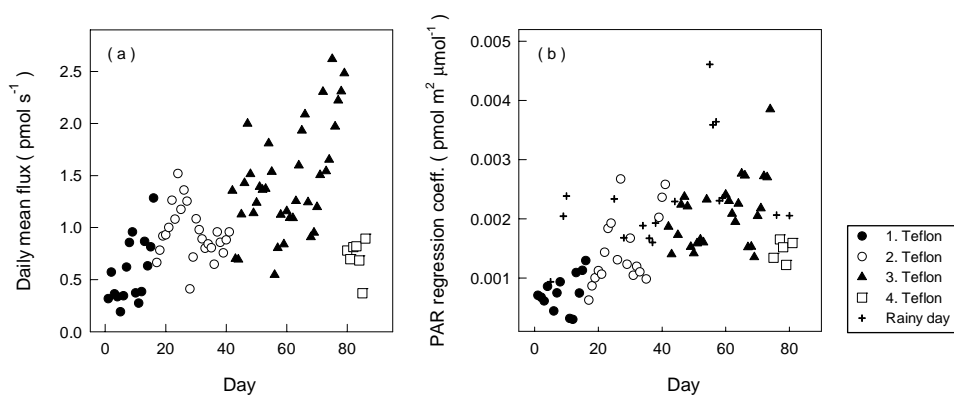 ( a )
Daily mean flux ( pmol s⁻¹ )
2.5
2.0
1.5
1.0
0.5
0.0
0
20
40
60
80
Day
( b )
PAR regression coeff. ( pmol m² μmol⁻¹ )
0.005
0.004
0.003
0.002
0.001
0
20
40
60
80
Day
1. Teflon
2. Teflon
3. Teflon
4. Teflon
Rainy day